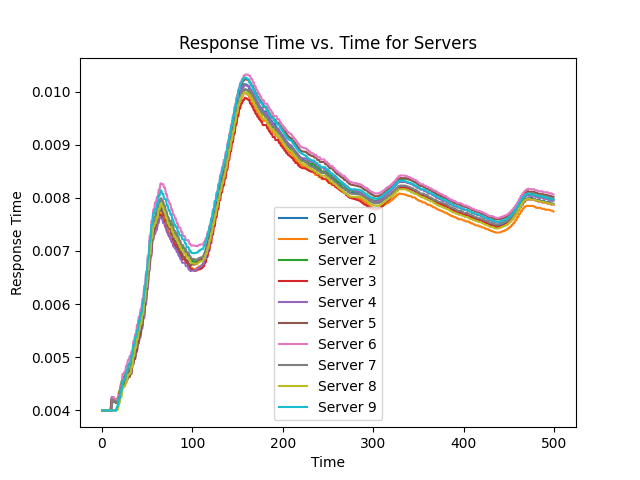 Response Time vs. Time for Servers
Response Time
0.010
0.009
0.008
0.007
0.006
0.005
0.004
Server 0
Server 1
Server 2
Server 3
Server 4
Server 5
Server 6
Server 7
Server 8
Server 9
0 100 200 300 400 500
Time